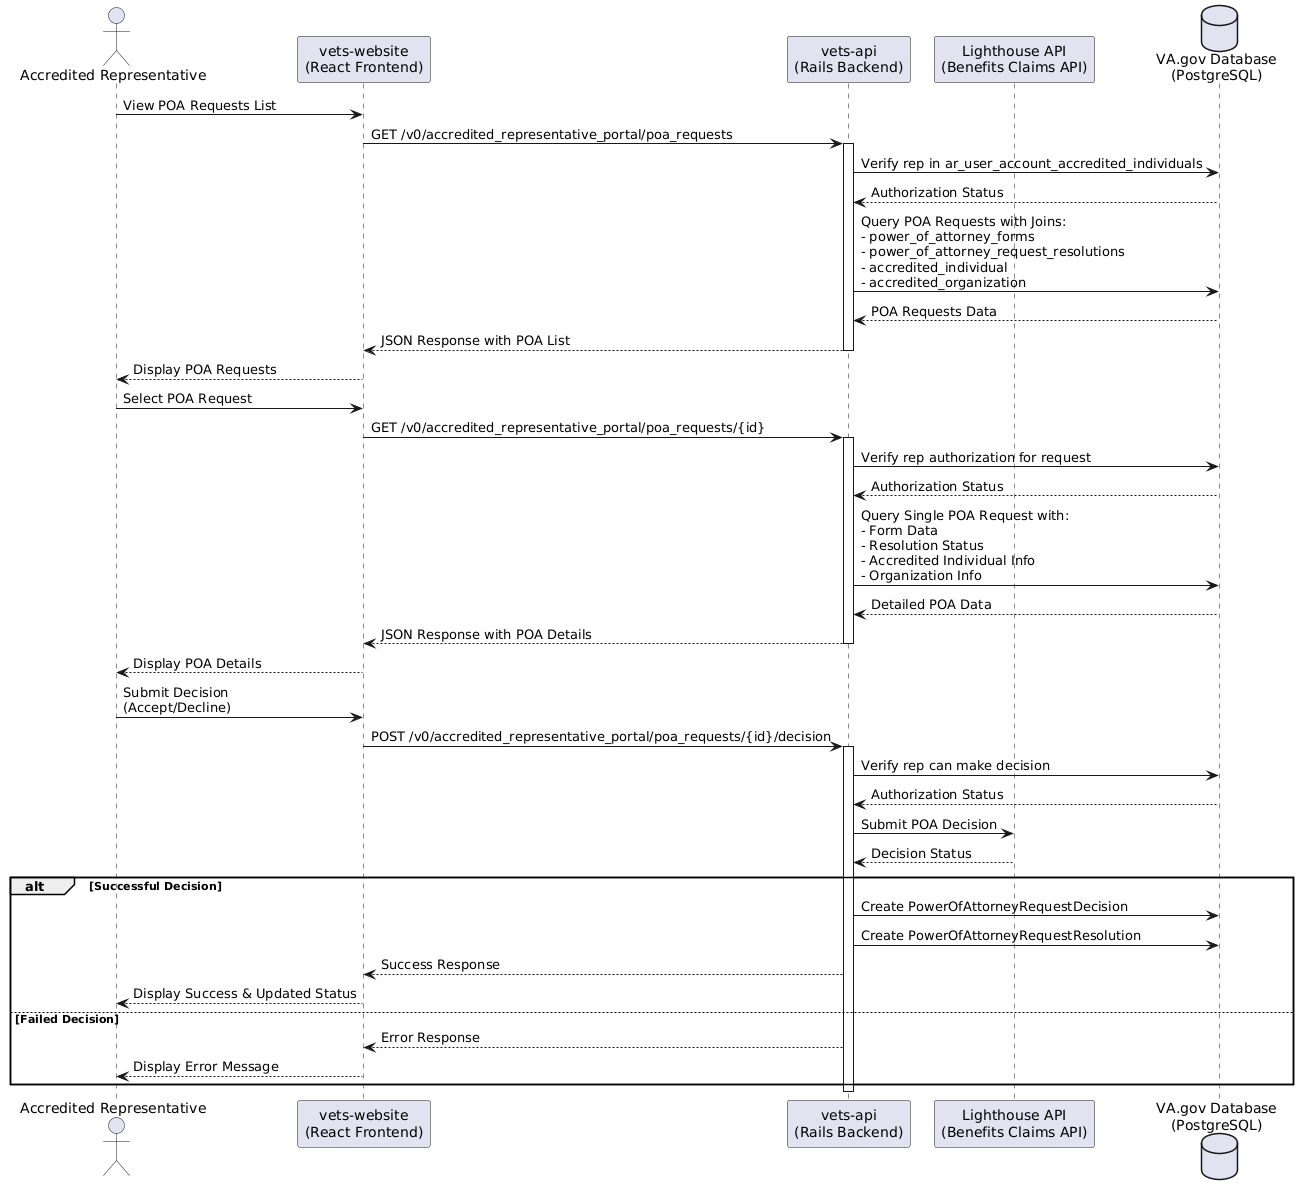 Accredited Representative
vets-website
(React Frontend)
vets-api
(Rails Backend)
Lighthouse API
(Benefits Claims API)
VA.gov Database
(PostgreSQL)
View POA Requests List
GET /v0/accredited_representative_portal/poa_requests
Verify rep in ar_user_account_accredited_individuals
Authorization Status
Query POA Requests with Joins:
- power_of_attorney_forms
- power_of_attorney_request_resolutions
- accredited_individual
- accredited_organization
POA Requests Data
JSON Response with POA List
Display POA Requests
Select POA Request
GET /v0/accredited_representative_portal/poa_requests/{id}
Verify rep authorization for request
Authorization Status
Query Single POA Request with:
- Form Data
- Resolution Status
- Accredited Individual Info
- Organization Info
Detailed POA Data
JSON Response with POA Details
Display POA Details
Submit Decision
(Accept/Decline)
POST /v0/accredited_representative_portal/poa_requests/{id}/decision
Verify rep can make decision
Authorization Status
Submit POA Decision
Decision Status
alt [Successful Decision]
Create PowerOfAttorneyRequestDecision
Create PowerOfAttorneyRequestResolution
Success Response
Display Success & Updated Status
[Failed Decision]
Error Response
Display Error Message
Accredited Representative
vets-website
(React Frontend)
vets-api
(Rails Backend)
Lighthouse API
(Benefits Claims API)
VA.gov Database
(PostgreSQL)